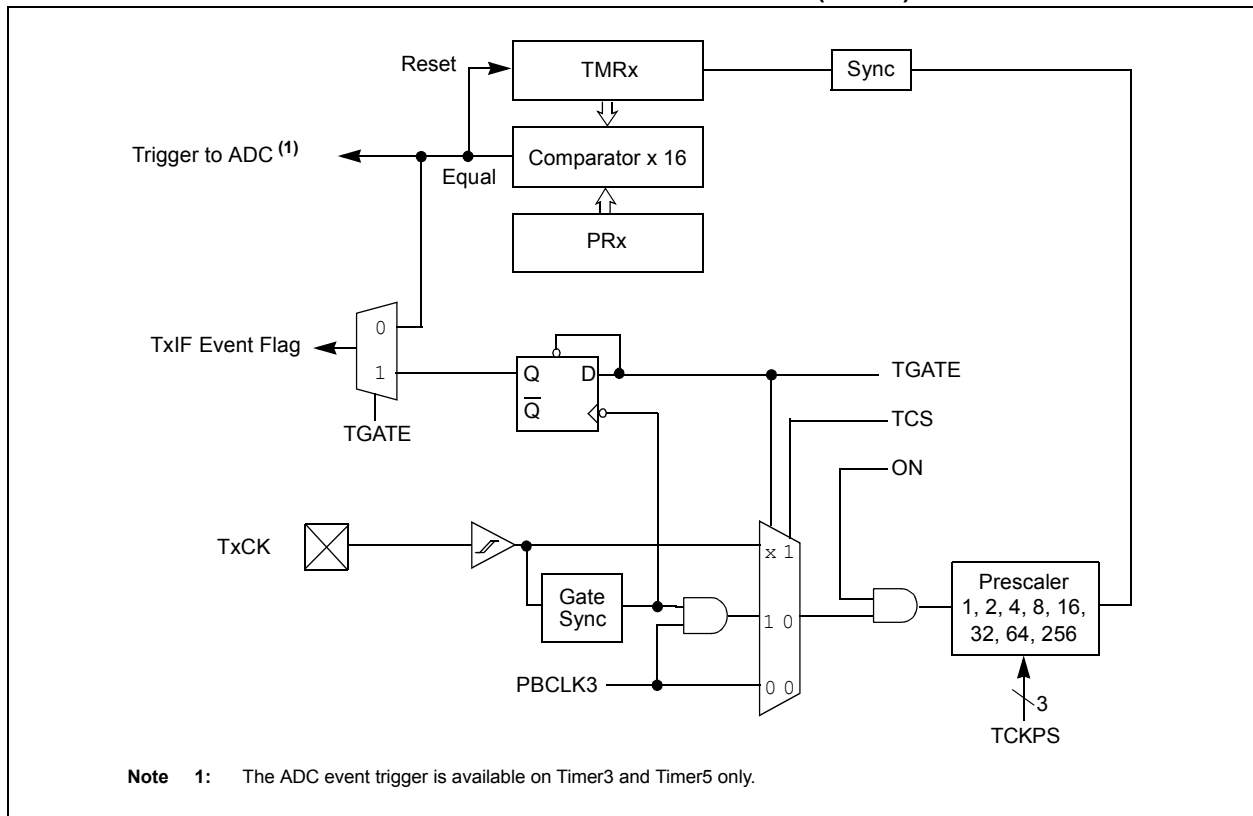 Reset
TMRx
Sync
Trigger to ADC (1)
Equal
Comparator x 16
PRx
0
1
TxIF Event Flag
TGATE
Q D
Q
TGATE
TCS
ON
TxCK
x 1
Gate
Sync
1 0
PBCLK3
0 0
Prescaler
1, 2, 4, 8, 16,
32, 64, 256
3
TCKPS
Note 1: The ADC event trigger is available on Timer3 and Timer5 only.